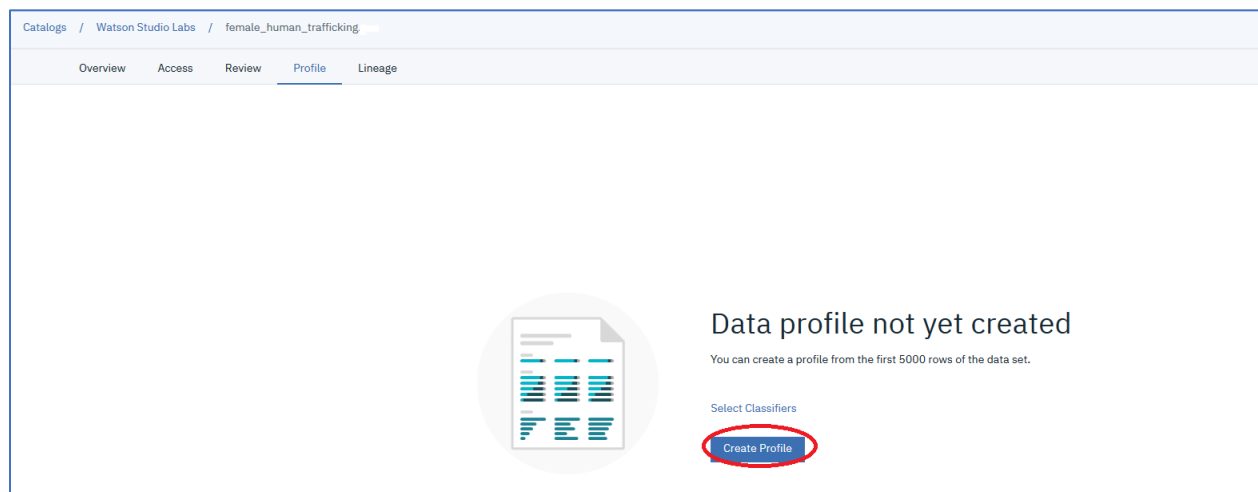 Catalogs / Watson Studio Labs / female_human_trafficking
Overview Access Review Profile Lineage
Data profile not yet created
You can create a profile from the first 5000 rows of the data set.
Select Classifiers
Create Profile